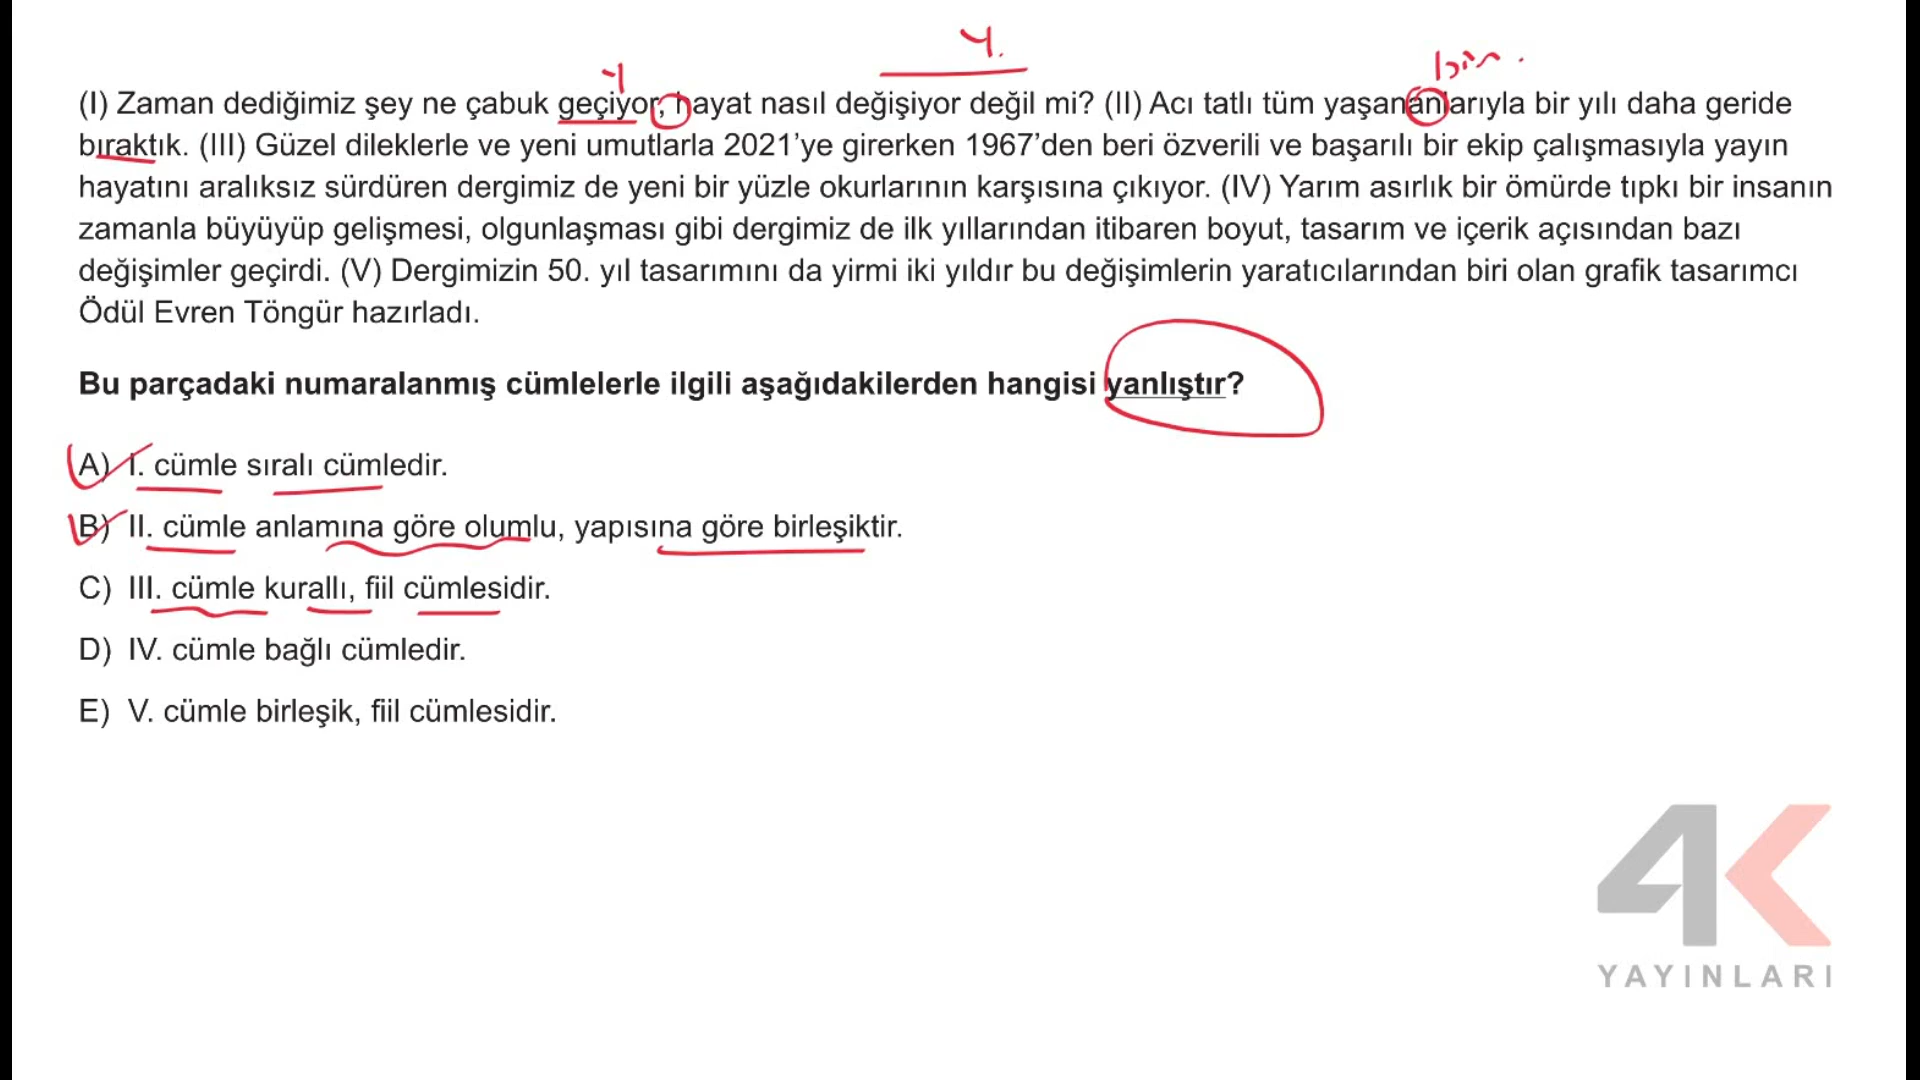 y.
y
bir.
(I) Zaman dediğimiz şey ne çabuk geçiyor, hayat nasıl değişiyor değil mi? (II) Acı tatlı tüm yaşananlarıyla bir yılı daha geride
bıraktık. (III) Güzel dileklerle ve yeni umutlarla 2021’ye girerken 1967’den beri özverili ve başarılı bir ekip çalışmasıyla yayın
hayatını aralıksız sürdüren dergimiz de yeni bir yüzle okurlarının karşısına çıkıyor. (IV) Yarım asırlık bir ömürde tıpkı bir insanın
zamanla büyüyüp gelişmesi, olgunlaşması gibi dergimiz de ilk yıllarından itibaren boyut, tasarım ve içerik açısından bazı
değişimler geçirdi. (V) Dergimizin 50. yıl tasarımını da yirmi iki yıldır bu değişimlerin yaratıcılarından biri olan grafik tasarımcı
Ödül Evren Töngür hazırladı.
Bu parçadaki numaralanmış cümlelerle ilgili aşağıdakilerden hangisi yanlıştır?
A) I. cümle sıralı cümledir.
B) II. cümle anlamına göre olumlu, yapısına göre birleşiktir.
C) III. cümle kurallı, fiil cümlesidir.
D) IV. cümle bağlı cümledir.
E) V. cümle birleşik, fiil cümlesidir.
4K
YAYINLARI